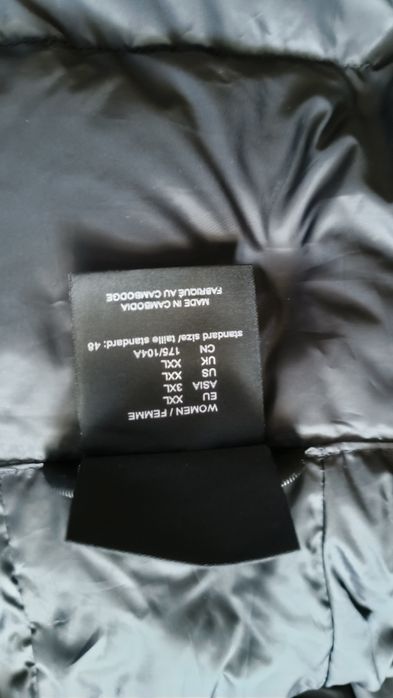 WOMEN / FEMME
EU XXL
ASIA 3XL
US XXL
UK XXL
CN 175/104A
standard size/ taille standard: 48
MADE IN CAMBODIA
FABRIQUÉ AU CAMBODGE